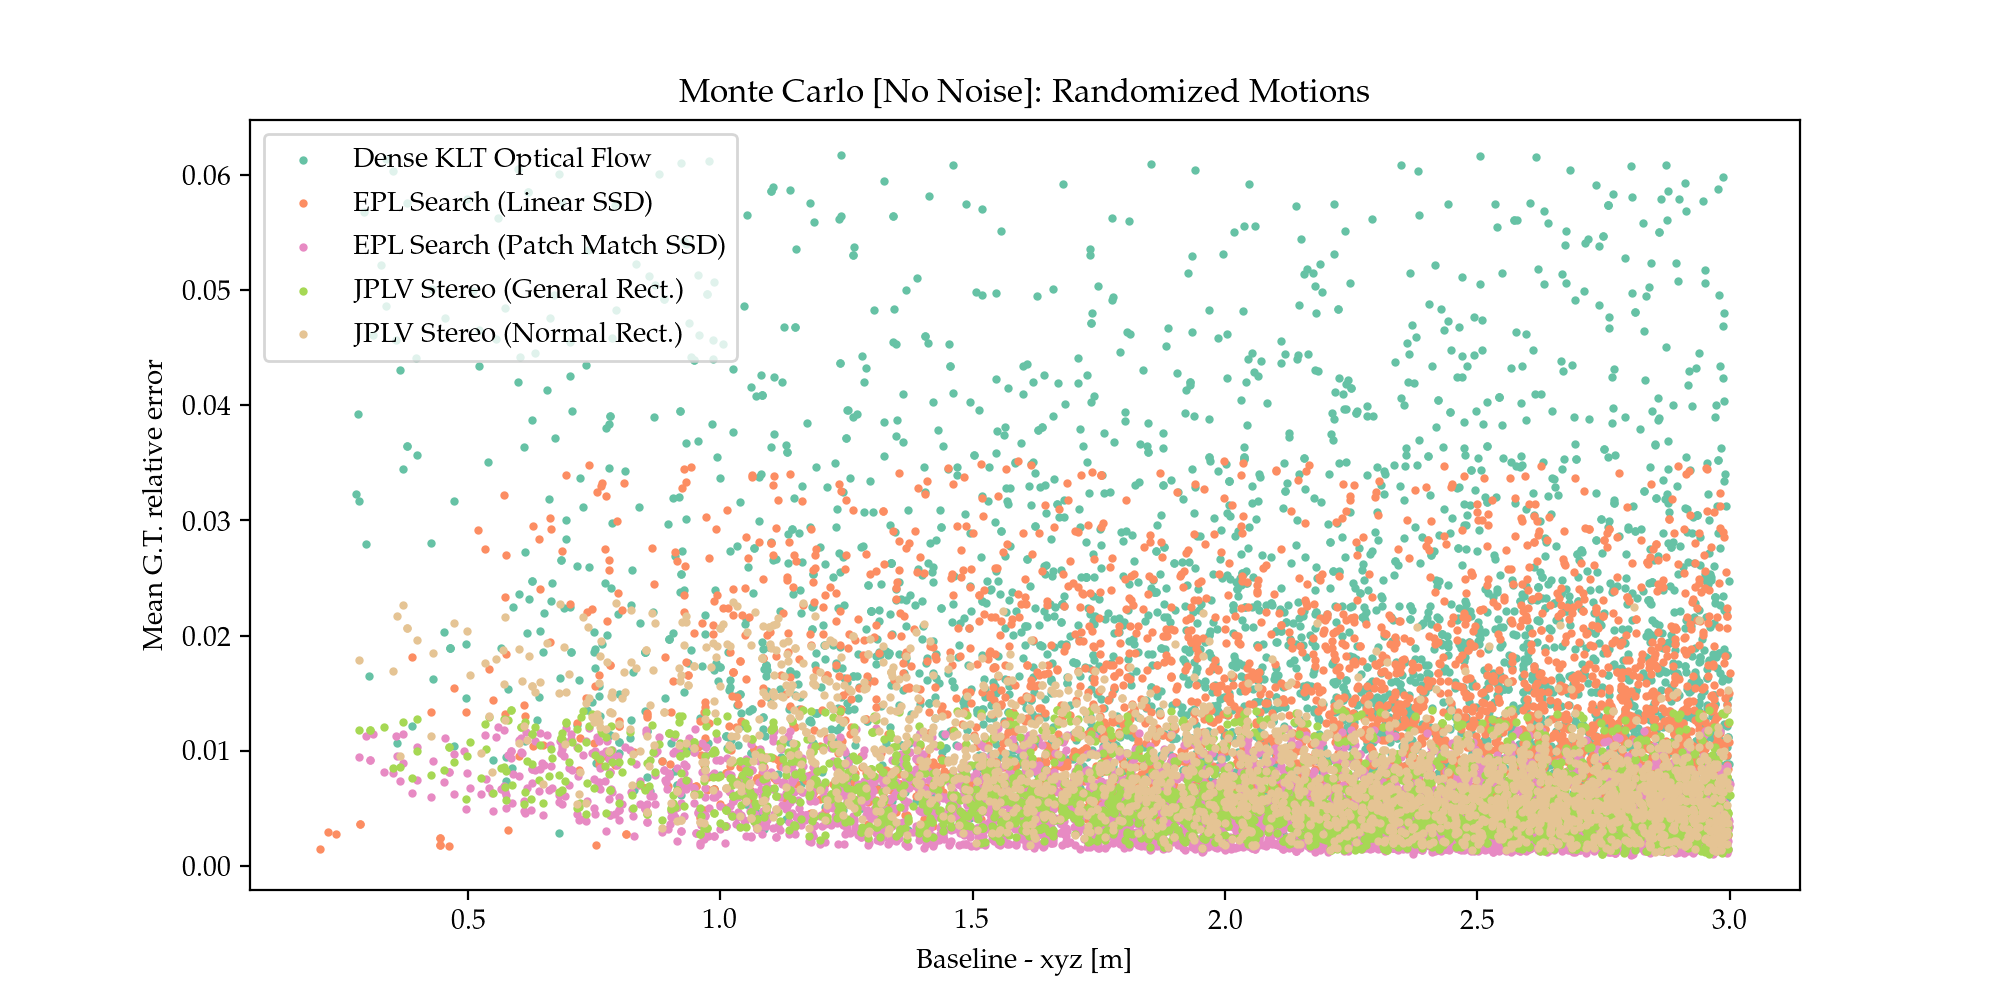 Monte Carlo [No Noise]: Randomized Motions
Dense KLT Optical Flow
EPL Search (Linear SSD)
EPL Search (Patch Match SSD)
JPLV Stereo (General Rect.)
JPLV Stereo (Normal Rect.)
Mean G.T. relative error
0.06
0.05
0.04
0.03
0.02
0.01
0.00
0.5 1.0 1.5 2.0 2.5 3.0
Baseline - xyz [m]